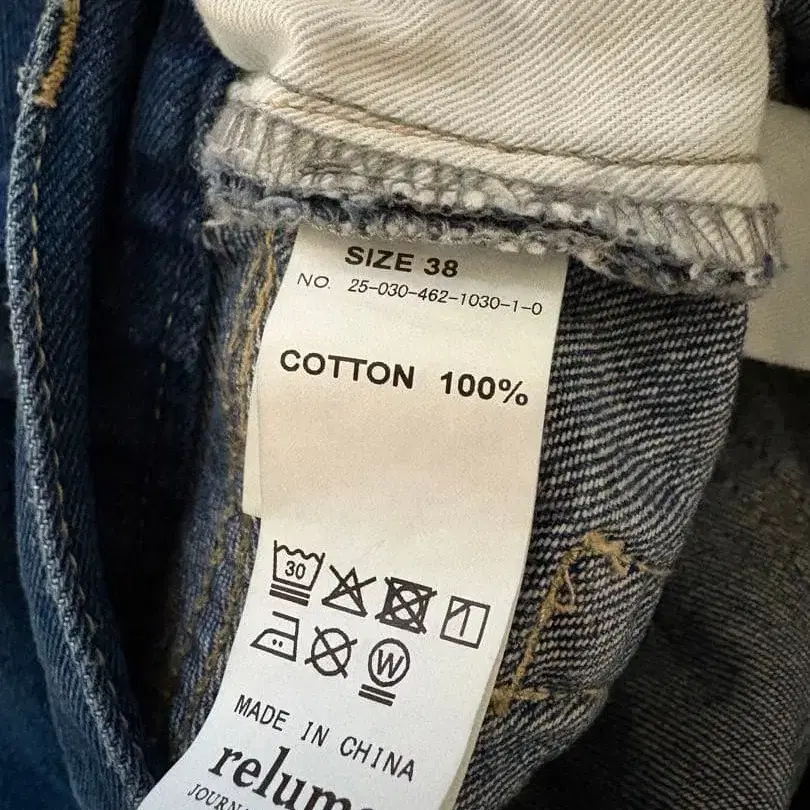 SIZE 38
NO. 25-030-462-1030-1-0
COTTON 100%
30
W
MADE IN CHINA